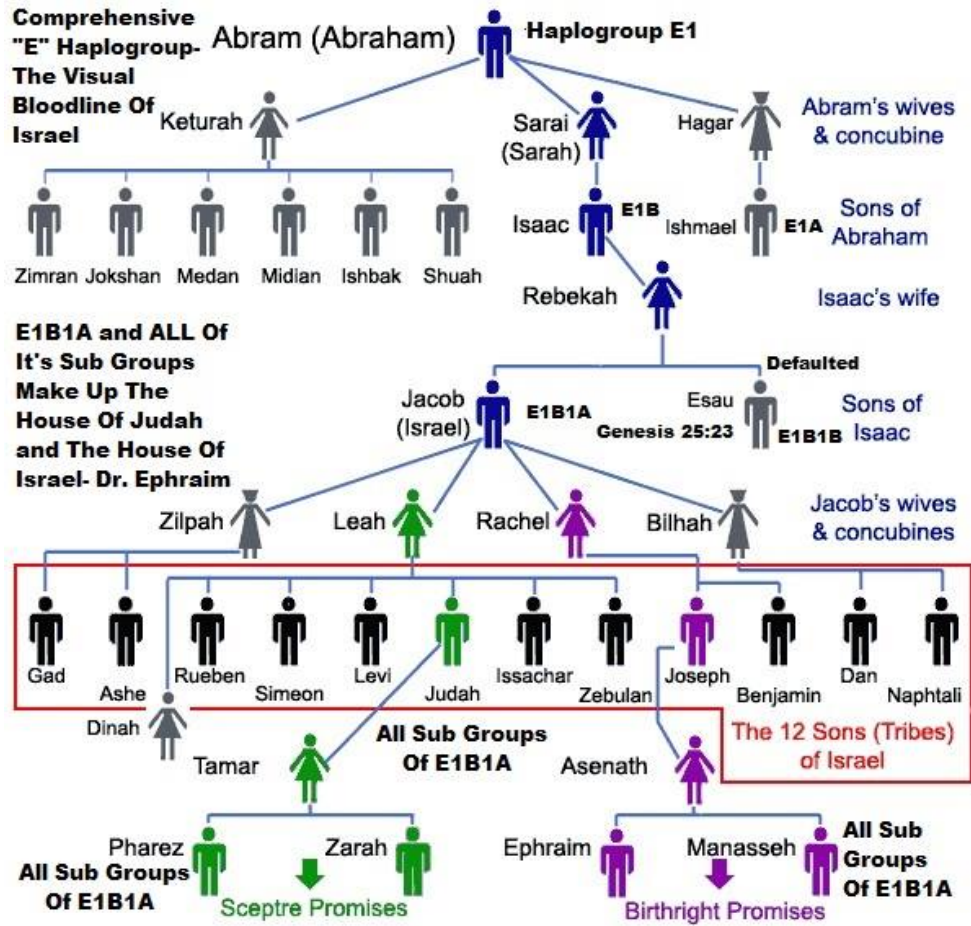 Comprehensive
"E" Haplogroup-
The Visual
Bloodline Of
Israel
Abram (Abraham)
Haplogroup E1
Keturah
Sarai
(Sarah)
Hagar
Abram's wives
& concubine
Zimran
Jokshan
Medan
Midian
Ishbak
Shuah
Isaac
E1B
Ishmael
E1A
Sons of
Abraham
Rebekah
Isaac's wife
E1B1A and ALL Of
It's Sub Groups
Make Up The
House Of Judah
and The House Of
Israel- Dr. Ephraim
Jacob
(Israel)
E1B1A
Defaulted
Esau
Genesis 25:23
E1B1B
Sons of
Isaac
Zilpah
Leah
Rachel
Bilhah
Jacob's wives
& concubines
Gad
Ashe
Rueben
Simeon
Levi
Judah
Issachar
Zebulan
Joseph
Benjamin
Dan
Naphtali
Dinah
The 12 Sons (Tribes)
of Israel
Tamar
All Sub Groups
Of E1B1A
Asenath
Pharez
All Sub Groups
Of E1B1A
Zarah
Sceptre Promises
Ephraim
Manasseh
All Sub
Groups
Of E1B1A
Birthright Promises